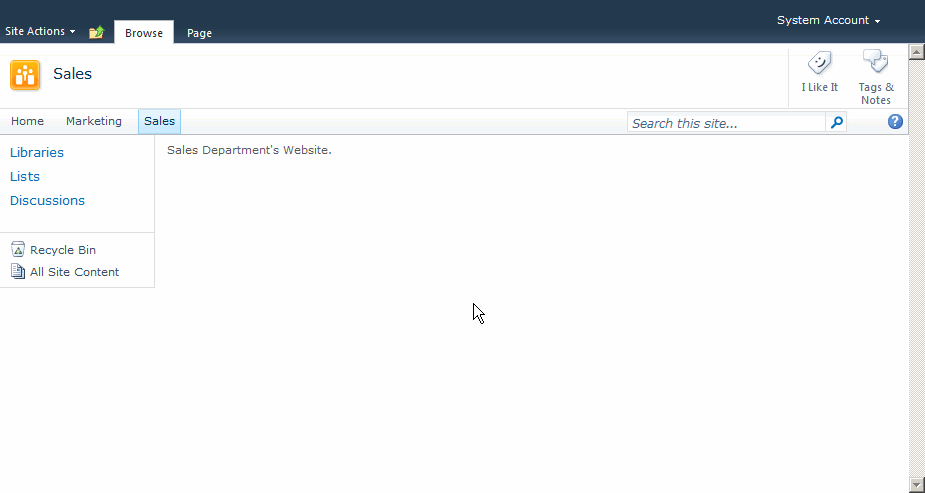 System Account
Site Actions
Browse
Page
Sales
I Like It
Tags &
Notes
Home
Marketing
Sales
Search this site...
Libraries
Sales Department's Website.
Lists
Discussions
Recycle Bin
All Site Content